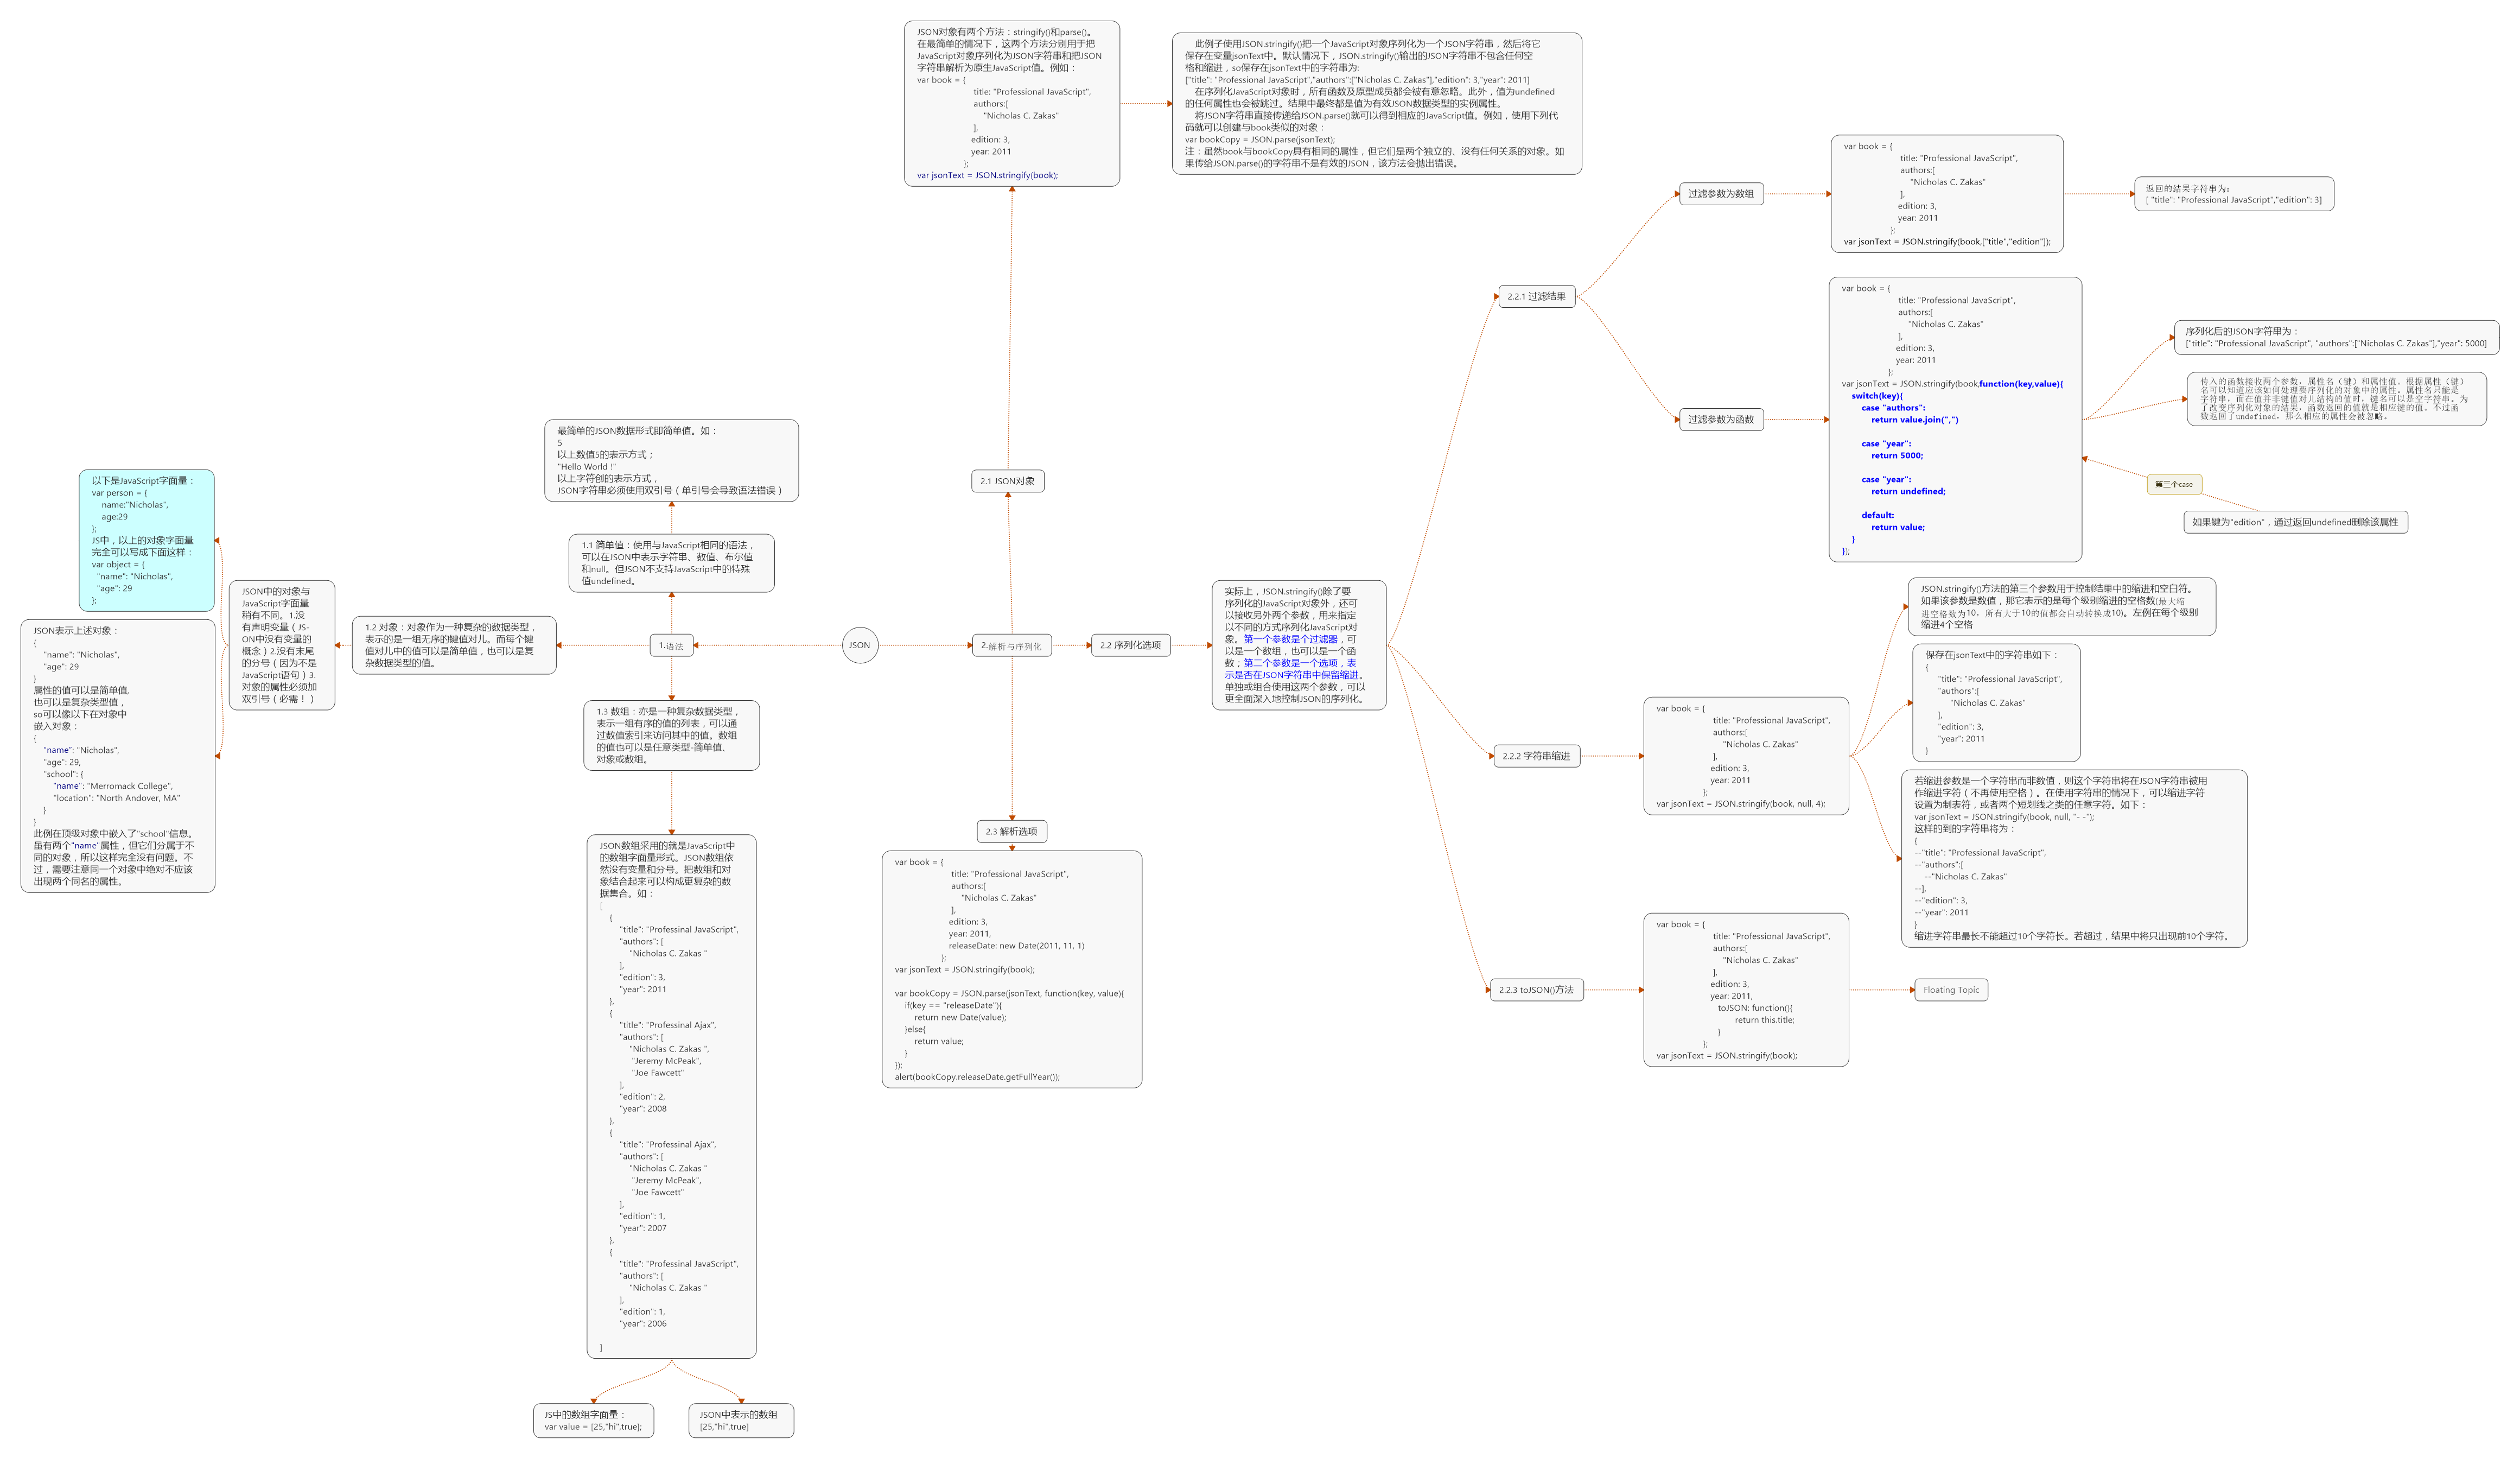 JSON
1.语法
1.1 简单值：使用与JavaScript相同的语法，
可以在JSON中表示字符串、数值、布尔值
和null。但JSON不支持JavaScript中的特殊
值undefined。
最简单的JSON数据形式即简单值。如：
5
以上数值5的表示方式；
"Hello World !"
以上字符创的表示方式，
JSON字符串必须使用双引号（单引号会导致语法错误）
1.2 对象：对象作为一种复杂的数据类型，
表示的是一组无序的键值对儿。而每个键
值对儿中的值可以是简单值，也可以是复
杂数据类型的值。
JSON中的对象与
JavaScript字面量
稍有不同。1.没
有声明变量（JS-
ON中没有变量的
概念）2.没有末尾
的分号（因为不是
JavaScript语句）3.
对象的属性必须加
双引号（必需！）
以下是JavaScript字面量：
var person = {
name:"Nicholas",
age:29
};
JS中，以上的对象字面量
完全可以写成下面这样：
var object = {
"name": "Nicholas",
"age": 29
};
JSON表示上述对象：
{
"name": "Nicholas",
"age": 29
}
属性的值可以是简单值,
也可以是复杂类型值，
so可以像以下在对象中
嵌入对象：
{
"name": "Nicholas",
"age": 29,
"school": {
"name": "Merromack College",
"location": "North Andover, MA"
}
}
此例在顶级对象中嵌入了"school"信息。
虽有两个"name"属性，但它们分属于不
同的对象，所以这样完全没有问题。不
过，需要注意同一个对象中绝对不应该
出现两个同名的属性。
1.3 数组：亦是一种复杂数据类型，
表示一组有序的值的列表，可以通
过数值索引来访问其中的值。数组
的值也可以是任意类型-简单值、
对象或数组。
JSON数组采用的就是JavaScript中
的数组字面量形式。JSON数组依
然没有变量和分号。把数组和对
象结合起来可以构成更复杂的数
据集合。如：
[
{
"title": "Professinal JavaScript",
"authors": [
"Nicholas C. Zakas "
],
"edition": 3,
"year": 2011
},
{
"title": "Professinal Ajax",
"authors": [
"Nicholas C. Zakas ",
"Jeremy McPeak",
"Joe Fawcett"
],
"edition": 2,
"year": 2008
},
{
"title": "Professinal Ajax",
"authors": [
"Nicholas C. Zakas "
"Jeremy McPeak",
"Joe Fawcett"
],
"edition": 1,
"year": 2007
},
{
"title": "Professinal JavaScript",
"authors": [
"Nicholas C. Zakas "
],
"edition": 1,
"year": 2006
]
JS中的数组字面量：
var value = [25,"hi",true];
JSON中表示的数组
[25,"hi",true]
2.解析与序列化
2.1 JSON对象
JSON对象有两个方法：stringify()和parse()。
在最简单的情况下，这两个方法分别用于把
JavaScript对象序列化为JSON字符串和把JSON
字符串解析为原生JavaScript值。例如：
var book = {
title: "Professional JavaScript",
authors:[
"Nicholas C. Zakas"
],
edition: 3,
year: 2011
};
var jsonText = JSON.stringify(book);
此例子使用JSON.stringify()把一个JavaScript对象序列化为一个JSON字符串，然后将它
保存在变量jsonText中。默认情况下，JSON.stringify()输出的JSON字符串不包含任何空
格和缩进，so保存在jsonText中的字符串为:
["title": "Professional JavaScript","authors":["Nicholas C. Zakas"],"edition": 3,"year": 2011]
在序列化JavaScript对象时，所有函数及原型成员都会被有意忽略。此外，值为undefined
的任何属性也会被跳过。结果中最终都是值为有效JSON数据类型的实例属性。
将JSON字符串直接传递给JSON.parse()就可以得到相应的JavaScript值。例如，使用下列代
码就可以创建与book类似的对象：
var bookCopy = JSON.parse(jsonText);
注：虽然book与bookCopy具有相同的属性，但它们是两个独立的、没有任何关系的对象。如
果传给JSON.parse()的字符串不是有效的JSON，该方法会抛出错误。
2.2 序列化选项
实际上，JSON.stringify()除了要
序列化的JavaScript对象外，还可
以接收另外两个参数，用来指定
以不同的方式序列化JavaScript对
象。第一个参数是个过滤器，可
以是一个数组，也可以是一个函
数；第二个参数是一个选项，表
示是否在JSON字符串中保留缩进。
单独或组合使用这两个参数，可以
更全面深入地控制JSON的序列化。
2.2.1 过滤结果
过滤参数为数组
var book = {
title: "Professional JavaScript",
authors:[
"Nicholas C. Zakas"
],
edition: 3,
year: 2011
};
var jsonText = JSON.stringify(book,["title","edition"]);
返回的结果字符串为:
[ "title": "Professional JavaScript","edition": 3]
过滤参数为函数
var book = {
title: "Professional JavaScript",
authors:[
"Nicholas C. Zakas"
],
edition: 3,
year: 2011
};
var jsonText = JSON.stringify(book,function(key,value){
switch(key){
case "authors":
return value.join(",")
case "year":
return 5000;
case "year":
return undefined;
default:
return value;
}
});
序列化后的JSON字符串为：
["title": "Professional JavaScript", "authors":["Nicholas C. Zakas"],"year": 5000]
传入的函数接收两个参数，属性名（键）和属性值。根据属性（键）
名可以知道应该如何处理要序列化的对象中的属性。属性名只能是
字符串，而在值并非键值对儿结构的值时，键名可以是空字符串。为
了改变序列化对象的结果，函数返回的值就是相应键的值。不过函
数返回了undefined，那么相应的属性会被忽略。
第三个case
如果键为"edition"，通过返回undefined删除该属性
2.2.2 字符串缩进
var book = {
title: "Professional JavaScript",
authors:[
"Nicholas C. Zakas"
],
edition: 3,
year: 2011
};
var jsonText = JSON.stringify(book, null, 4);
JSON.stringify()方法的第三个参数用于控制结果中的缩进和空白符。
如果该参数是数值，那它表示的是每个级别缩进的空格数(最大缩
进空格数为10，所有大于10的值都会自动转换成10)。左例在每个级别
缩进4个空格
保存在jsonText中的字符串如下：
{
"title": "Professional JavaScript",
"authors":[
"Nicholas C. Zakas"
],
"edition": 3,
"year": 2011
}
若缩进参数是一个字符串而非数值，则这个字符串将在JSON字符串被用
作缩进字符（不再使用空格）。在使用字符串的情况下，可以缩进字符
设置为制表符，或者两个短划线之类的任意字符。如下：
var jsonText = JSON.stringify(book, null, "- -");
这样的到的字符串将为：
{
--"title": "Professional JavaScript",
--"authors":[
--"Nicholas C. Zakas"
--],
--"edition": 3,
--"year": 2011
}
缩进字符串最长不能超过10个字符长。若超过，结果中将只出现前10个字符。
2.2.3 toJSON()方法
var book = {
title: "Professional JavaScript",
authors:[
"Nicholas C. Zakas"
],
edition: 3,
year: 2011,
toJSON: function(){
return this.title;
}
};
var jsonText = JSON.stringify(book);
Floating Topic
2.3 解析选项
var book = {
title: "Professional JavaScript",
authors:[
"Nicholas C. Zakas"
],
edition: 3,
year: 2011,
releaseDate: new Date(2011, 11, 1)
};
var jsonText = JSON.stringify(book);
var bookCopy = JSON.parse(jsonText, function(key, value){
if(key == "releaseDate"){
return new Date(value);
}else{
return value;
}
});
alert(bookCopy.releaseDate.getFullYear());